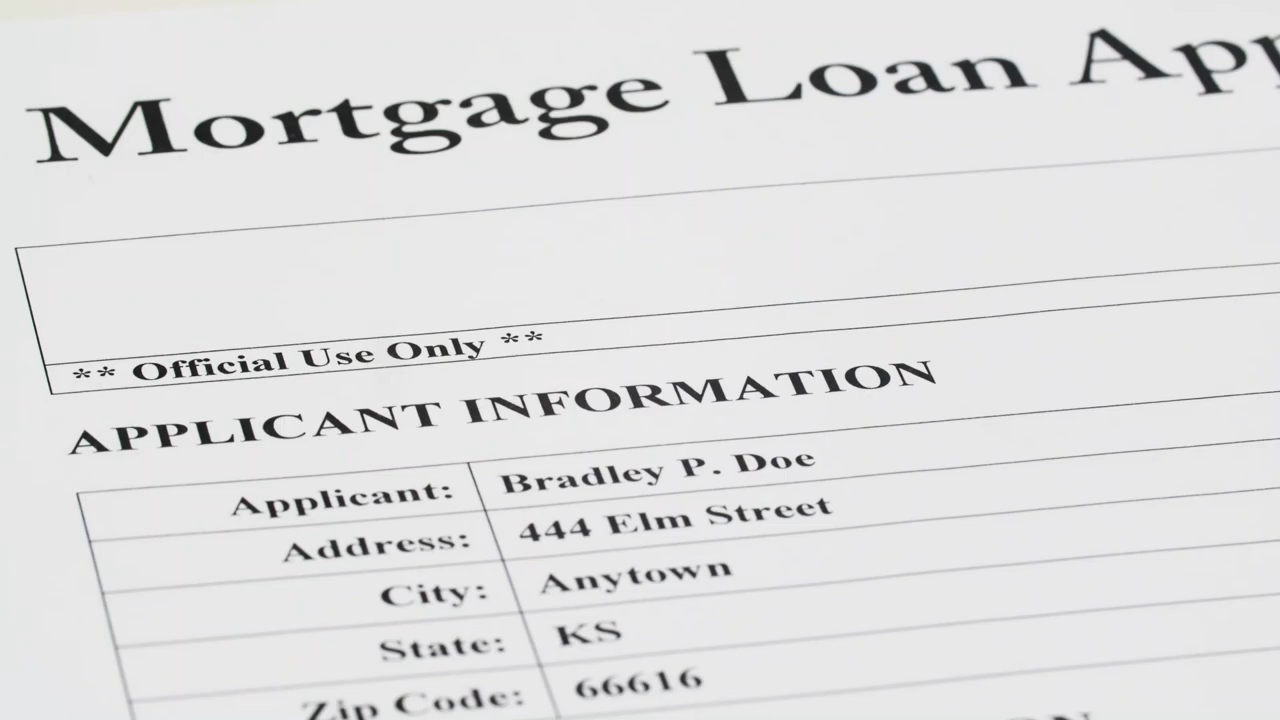 Mortgage Loan App
** Official Use Only **
APPLICANT INFORMATION
Applicant: Bradley P. Doe
Address: 444 Elm Street
City: Anytown
State: KS
Zip Code: 66616